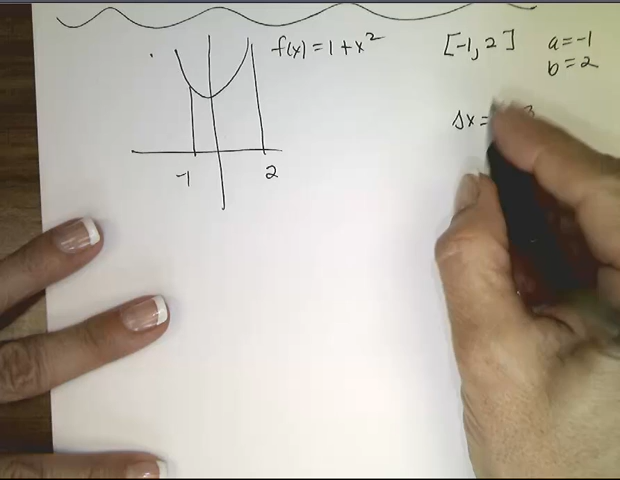 f(x) = 1 + x²
[-1, 2]
a = -1
b = 2
Δx =
-1 2